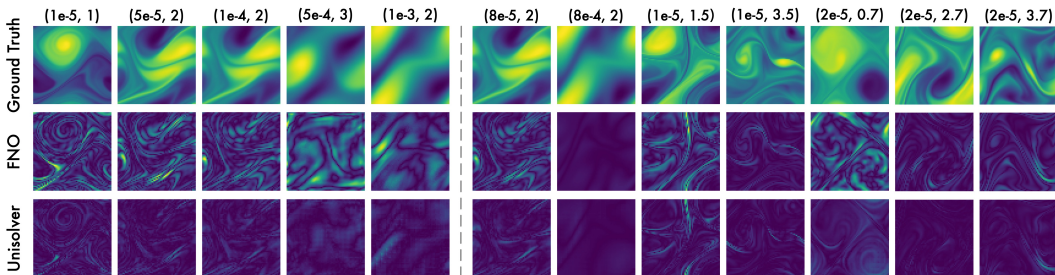 (1e-5, 1) (5e-5, 2) (1e-4, 2) (5e-4, 3) (1e-3, 2) (8e-5, 2) (8e-4, 2) (1e-5, 1.5) (1e-5, 3.5) (2e-5, 0.7) (2e-5, 2.7) (2e-5, 3.7)
Ground Truth
FNO
Unisolver